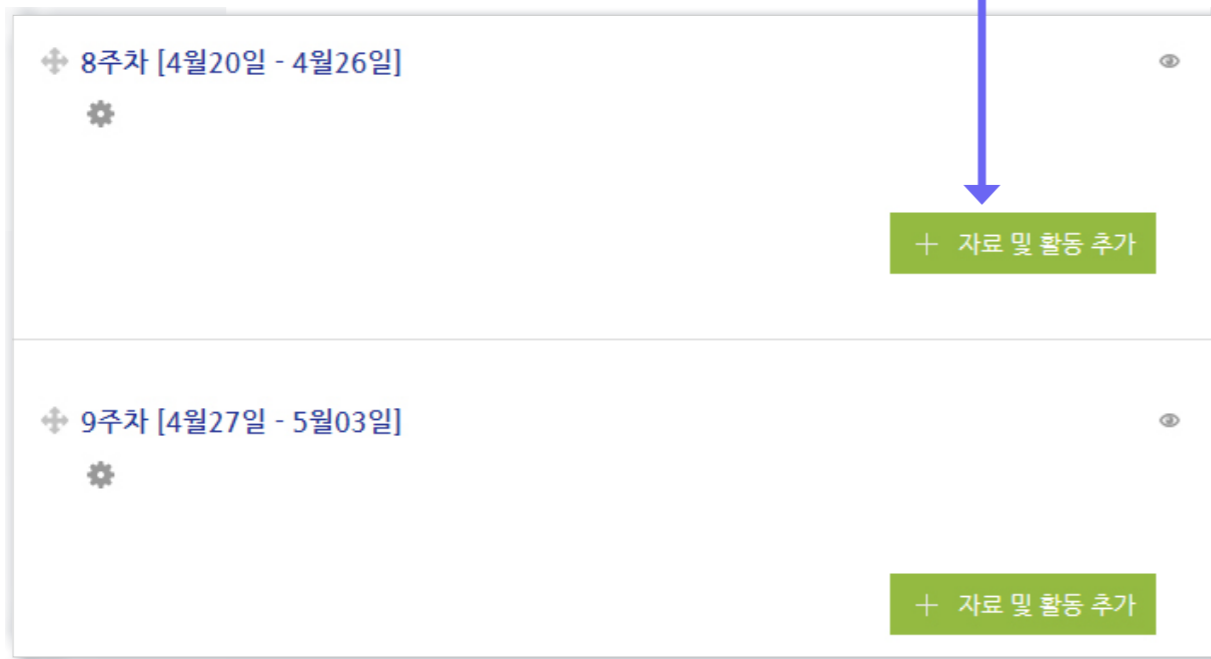 8주차 [4월20일 - 4월26일]
+ 자료 및 활동 추가
9주차 [4월27일 - 5월03일]
+ 자료 및 활동 추가